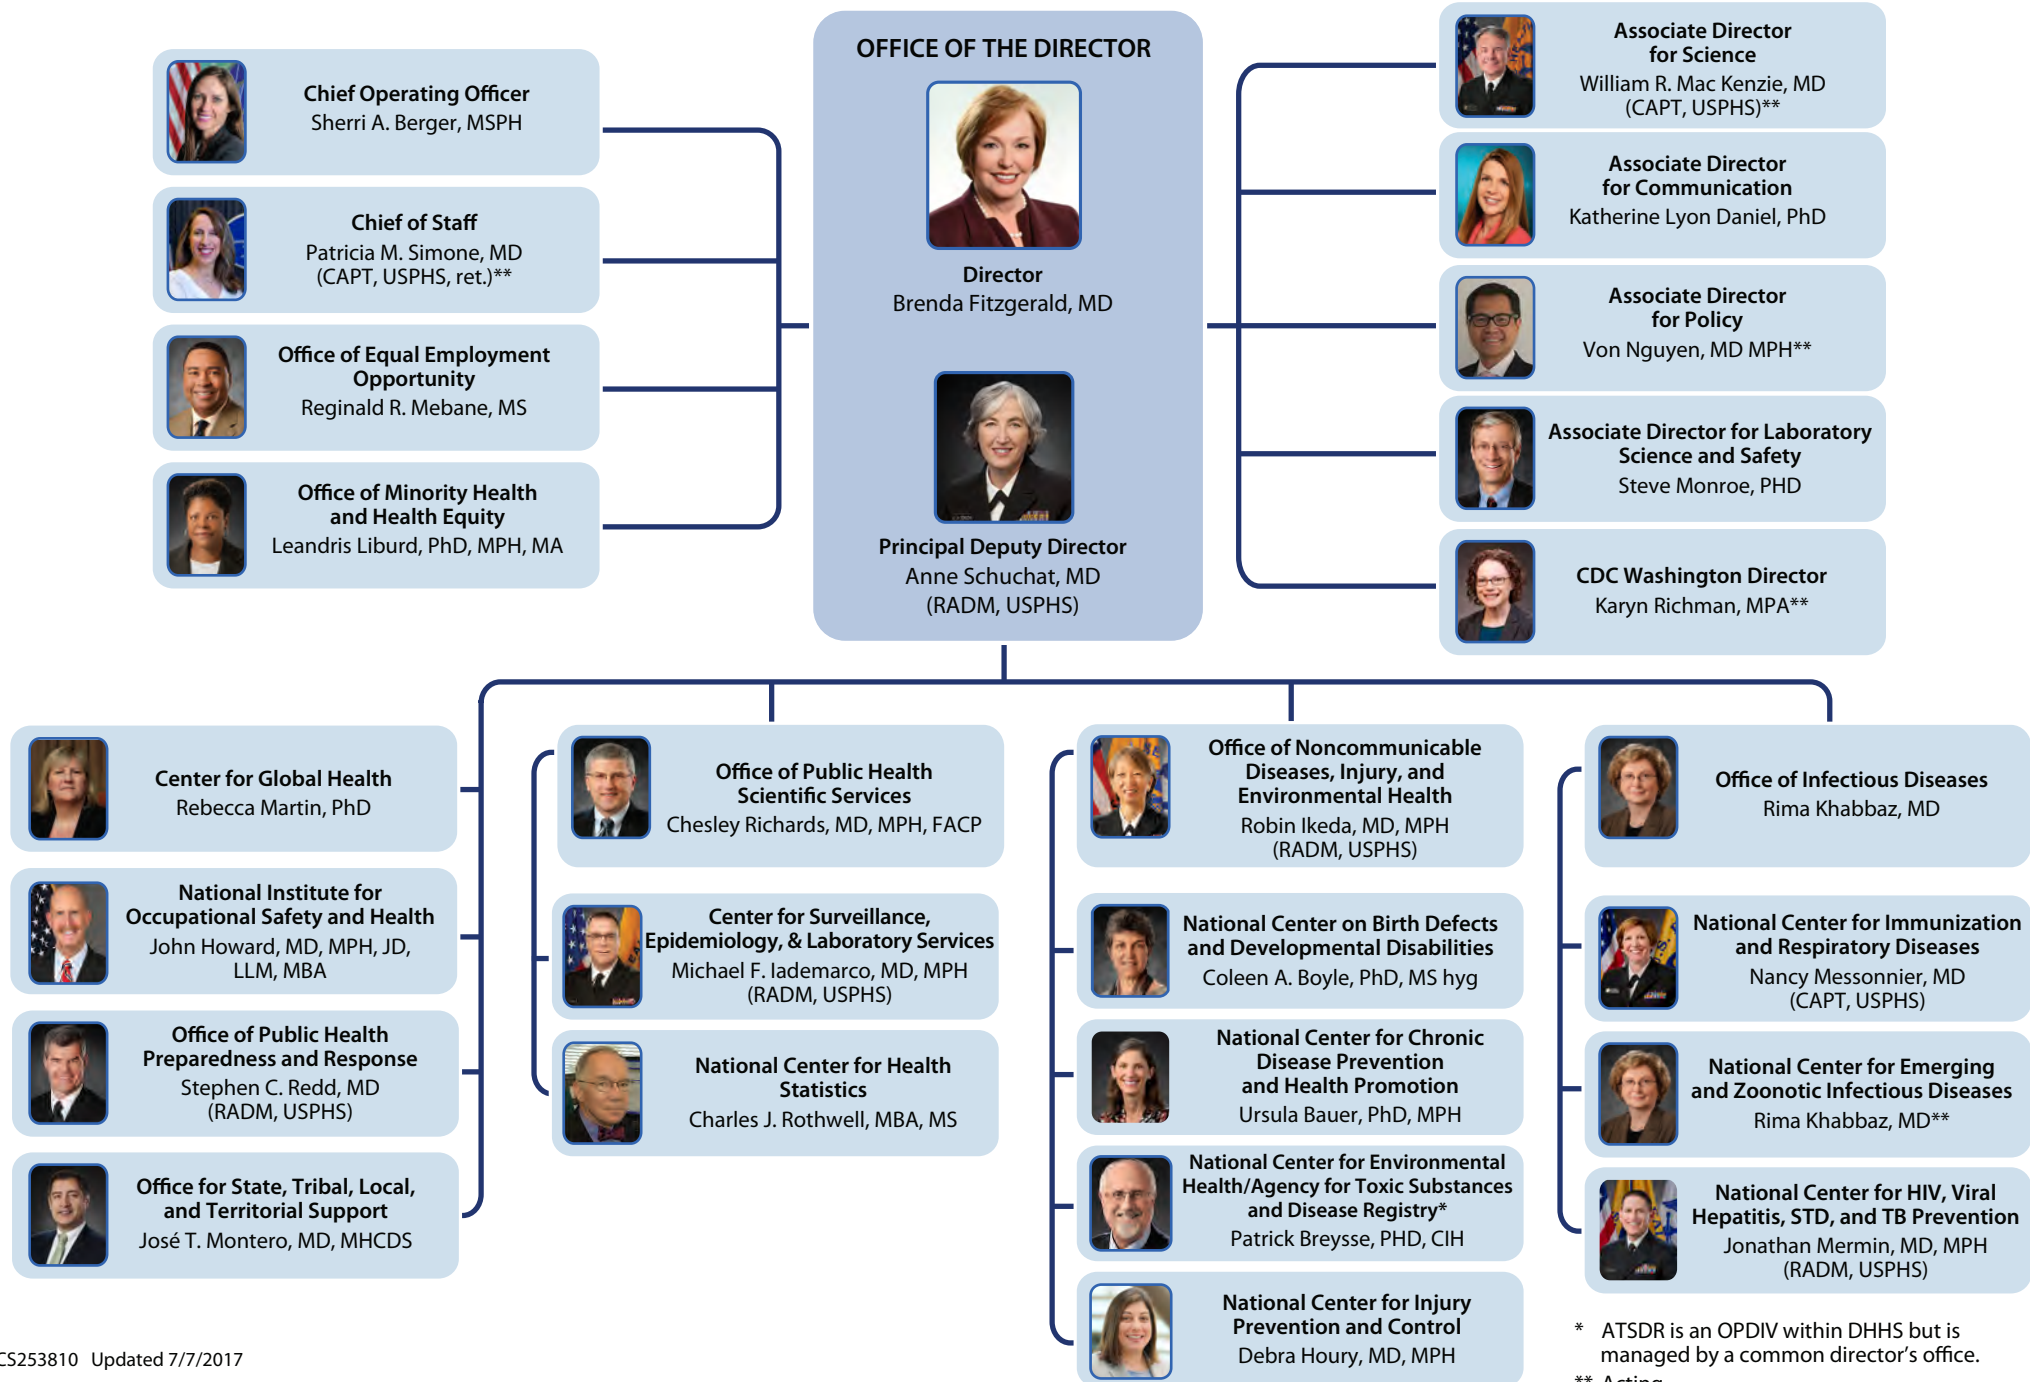 OFFICE OF THE DIRECTOR
Director
Brenda Fitzgerald, MD
Principal Deputy Director
Anne Schuchat, MD
(RADM, USPHS)
Chief Operating Officer
Sherri A. Berger, MSPH
Chief of Staff
Patricia M. Simone, MD
(CAPT, USPHS, ret.)**
Office of Equal Employment
Opportunity
Reginald R. Mebane, MS
Office of Minority Health
and Health Equity
Leandris Liburd, PhD, MPH, MA
Associate Director
for Science
William R. Mac Kenzie, MD
(CAPT, USPHS)**
Associate Director
for Communication
Katherine Lyon Daniel, PhD
Associate Director
for Policy
Von Nguyen, MD MPH**
Associate Director for Laboratory
Science and Safety
Steve Monroe, PHD
CDC Washington Director
Karyn Richman, MPA**
Center for Global Health
Rebecca Martin, PhD
National Institute for
Occupational Safety and Health
John Howard, MD, MPH, JD,
LLM, MBA
Office of Public Health
Preparedness and Response
Stephen C. Redd, MD
(RADM, USPHS)
Office for State, Tribal, Local,
and Territorial Support
José T. Montero, MD, MHCDS
Office of Public Health
Scientific Services
Chesley Richards, MD, MPH, FACP
Center for Surveillance,
Epidemiology, & Laboratory Services
Michael F. Iademarco, MD, MPH
(RADM, USPHS)
National Center for Health
Statistics
Charles J. Rothwell, MBA, MS
Office of Noncommunicable
Diseases, Injury, and
Environmental Health
Robin Ikeda, MD, MPH
(RADM, USPHS)
National Center on Birth Defects
and Developmental Disabilities
Coleen A. Boyle, PhD, MS hyg
National Center for Chronic
Disease Prevention
and Health Promotion
Ursula Bauer, PhD, MPH
National Center for Environmental
Health/Agency for Toxic Substances
and Disease Registry*
Patrick Breysse, PHD, CIH
National Center for Injury
Prevention and Control
Debra Houry, MD, MPH
Office of Infectious Diseases
Rima Khabbaz, MD
National Center for Immunization
and Respiratory Diseases
Nancy Messonnier, MD
(CAPT, USPHS)
National Center for Emerging
and Zoonotic Infectious Diseases
Rima Khabbaz, MD**
National Center for HIV, Viral
Hepatitis, STD, and TB Prevention
Jonathan Mermin, MD, MPH
(RADM, USPHS)
* ATSDR is an OPDIV within DHHS but is
managed by a common director's office.
** Acting
CS253810 Updated 7/7/2017